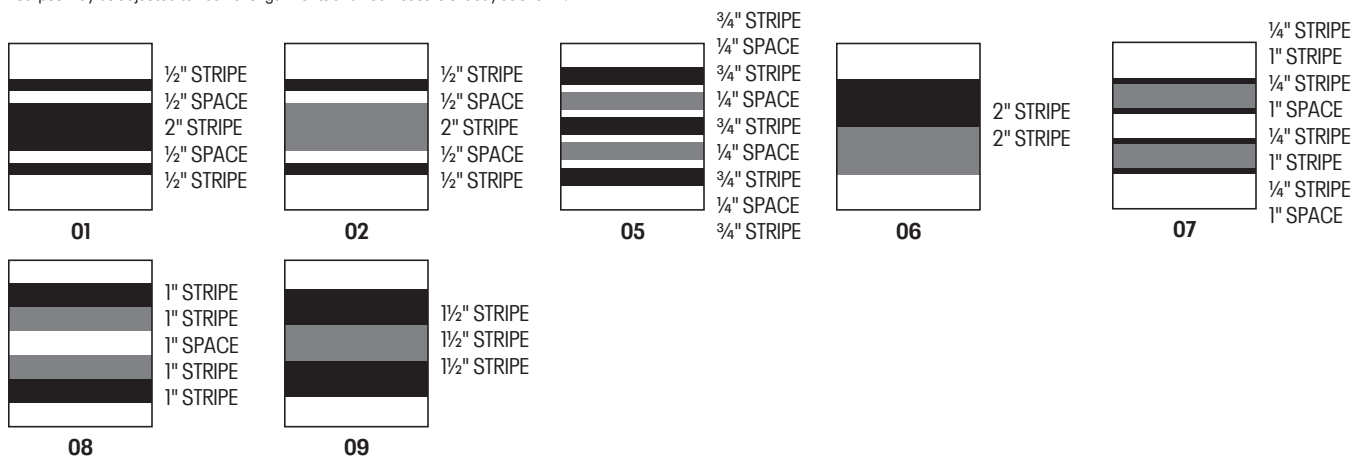 ½" STRIPE
½" SPACE
2" STRIPE
½" SPACE
½" STRIPE
01
½" STRIPE
½" SPACE
2" STRIPE
½" SPACE
½" STRIPE
02
¾" STRIPE
¼" SPACE
¾" STRIPE
¼" SPACE
¾" STRIPE
¼" SPACE
¾" STRIPE
¼" SPACE
¾" STRIPE
05
2" STRIPE
2" STRIPE
06
¼" STRIPE
1" STRIPE
¼" STRIPE
1" SPACE
¼" STRIPE
1" STRIPE
¼" STRIPE
1" SPACE
07
1" STRIPE
1" STRIPE
1" SPACE
1" STRIPE
1" STRIPE
08
1½" STRIPE
1½" STRIPE
1½" STRIPE
09